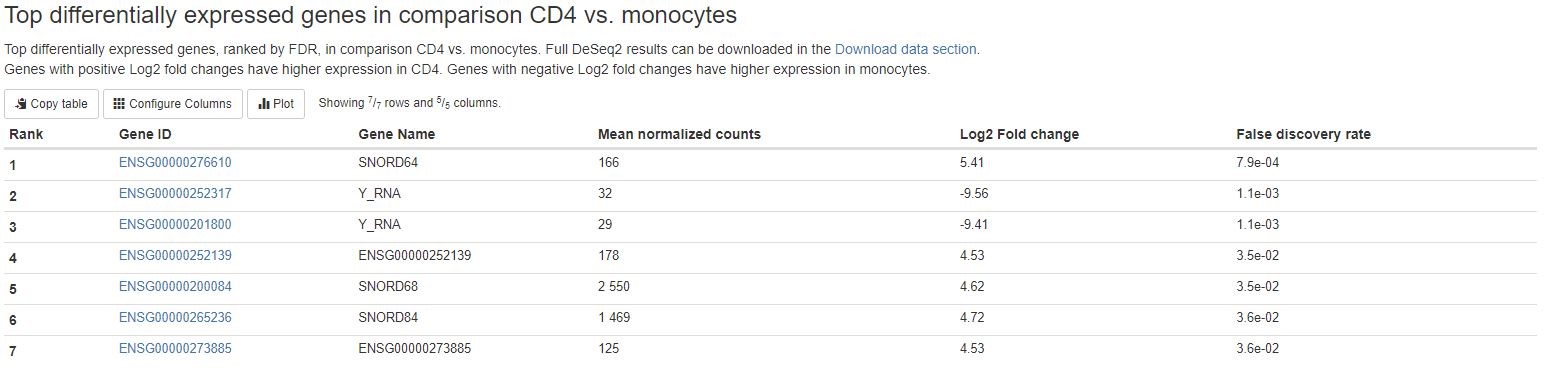 Top differentially expressed genes in comparison CD4 vs. monocytes
Top differentially expressed genes, ranked by FDR, in comparison CD4 vs. monocytes. Full DeSeq2 results can be downloaded in the Download data section.
Genes with positive Log2 fold changes have higher expression in CD4. Genes with negative Log2 fold changes have higher expression in monocytes.
Copy table Configure Columns Plot Showing 7/7 rows and 5/5 columns.
Rank Gene ID Gene Name Mean normalized counts Log2 Fold change False discovery rate
1 ENSG00000276610 SNORD64 166 5.41 7.9e-04
2 ENSG00000252317 Y_RNA 32 -9.56 1.1e-03
3 ENSG00000201800 Y_RNA 29 -9.41 1.1e-03
4 ENSG00000252139 ENSG00000252139 178 4.53 3.5e-02
5 ENSG00000200084 SNORD68 2 550 4.62 3.5e-02
6 ENSG00000265236 SNORD84 1 469 4.72 3.6e-02
7 ENSG00000273885 ENSG00000273885 125 4.53 3.6e-02